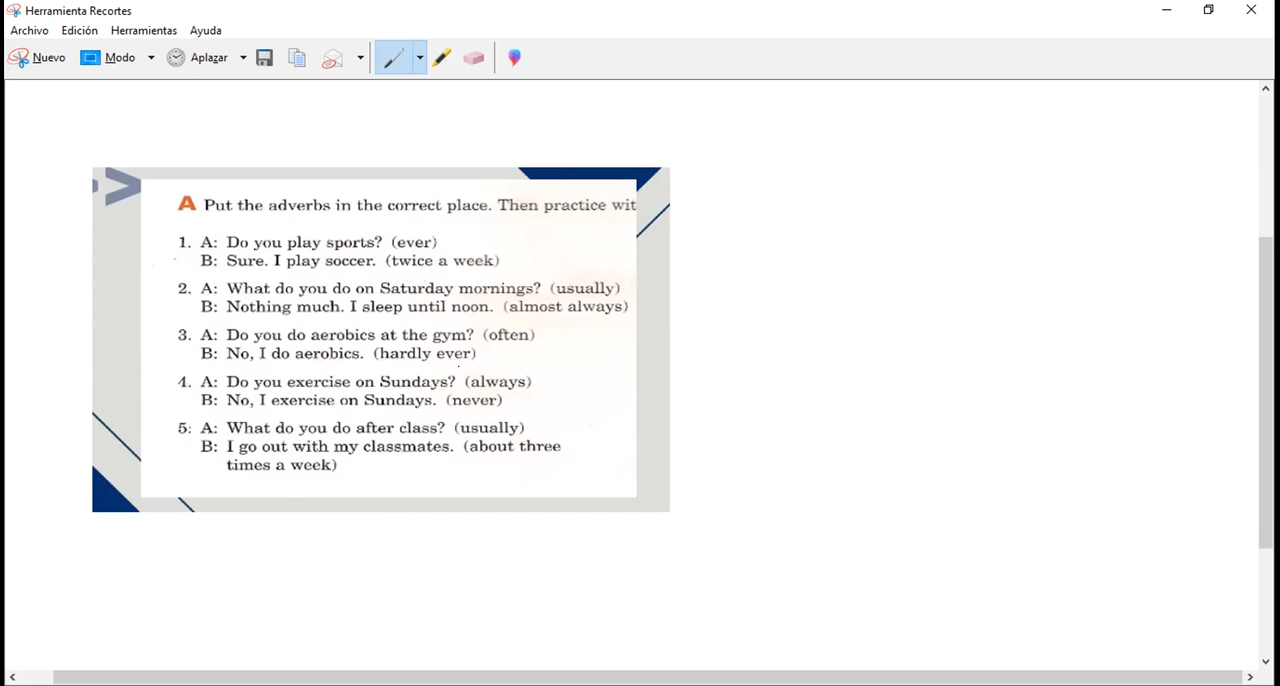 Herramienta Recortes
Archivo Edición Herramientas Ayuda
Nuevo Modo Aplazar
A Put the adverbs in the correct place. Then practice wit
1. A: Do you play sports? (ever)
B: Sure. I play soccer. (twice a week)
2. A: What do you do on Saturday mornings? (usually)
B: Nothing much. I sleep until noon. (almost always)
3. A: Do you do aerobics at the gym? (often)
B: No, I do aerobics. (hardly ever)
4. A: Do you exercise on Sundays? (always)
B: No, I exercise on Sundays. (never)
5: A: What do you do after class? (usually)
B: I go out with my classmates. (about three
times a week)